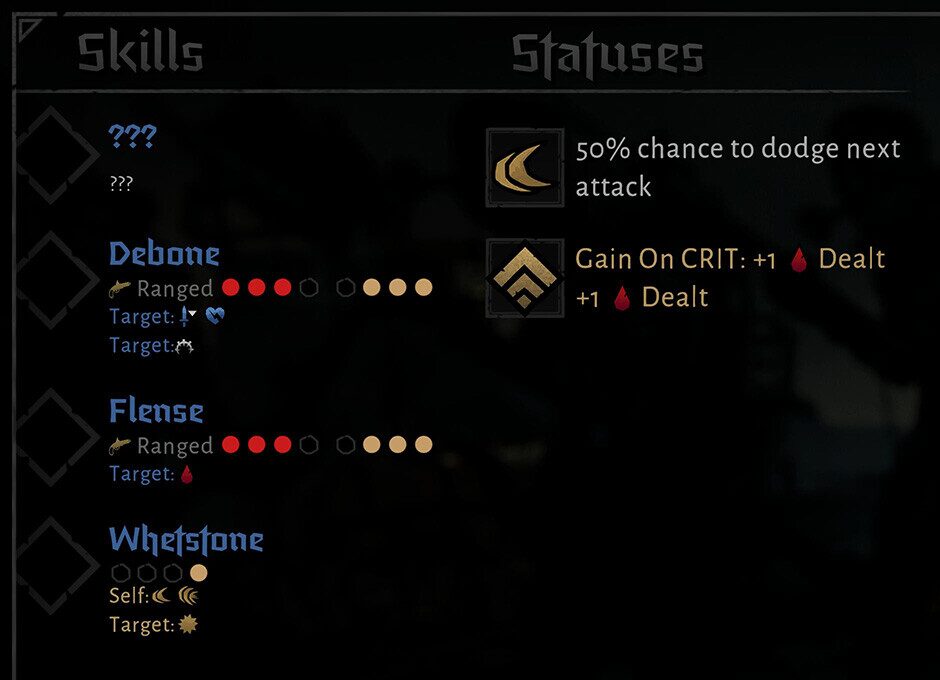 Skills
Statuses
???
???
Debone
Ranged
Target:
Target:
Flense
Ranged
Target:
Whetstone
Self:
Target:
50% chance to dodge next
attack
Gain On CRIT: +1 Dealt
+1 Dealt